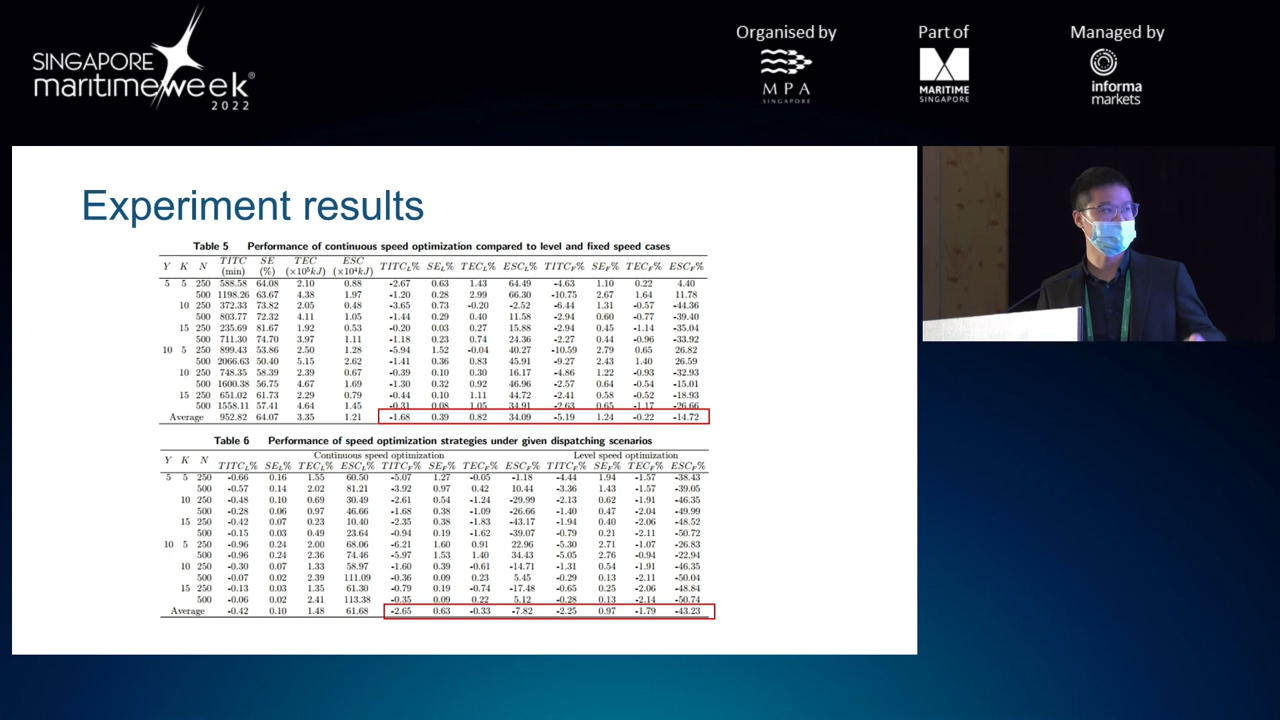 SINGAPORE
maritimeweek®
2022
Organised by
MPA
SINGAPORE
Part of
MARITIME
SINGAPORE
Managed by
informa
markets
Experiment results
Table 5 Performance of continuous speed optimization compared to level and fixed speed cases
Y K N TITC (min) SE (%) TEC (×10⁵kJ) ESC (×10⁴kJ) TITC_L% SE_L% TEC_L% ESC_L% TITC_F% SE_F% TEC_F% ESC_F%
5 5 250 588.58 64.08 2.10 0.88 -2.67 0.63 1.43 64.49 -4.63 1.10 0.22 4.40
500 1198.26 63.67 4.38 1.97 -1.20 0.28 2.99 66.30 -10.75 2.67 1.64 11.78
10 250 372.33 73.82 2.05 0.48 -3.65 0.73 -0.20 -2.52 -6.44 1.31 -0.57 -44.36
500 803.77 72.32 4.11 1.05 -1.44 0.29 0.40 11.58 -2.94 0.60 -0.77 -39.40
15 250 235.69 81.67 1.92 0.53 -0.20 0.03 0.27 15.88 -2.94 0.45 -1.14 -35.04
500 711.30 74.70 3.97 1.11 -1.18 0.23 0.74 24.36 -2.27 0.44 -0.96 -33.92
10 5 250 899.43 53.86 2.50 1.28 -5.94 1.52 -0.04 40.27 -10.59 2.79 0.65 26.82
500 2066.63 50.40 5.15 2.62 -1.41 0.36 0.83 45.91 -9.27 2.43 1.40 26.59
10 250 748.35 58.39 2.39 0.67 -0.39 0.10 0.30 16.17 -4.86 1.22 -0.93 -32.93
500 1600.38 56.75 4.67 1.69 -1.30 0.32 0.92 46.96 -2.57 0.64 -0.54 -15.01
15 250 651.02 61.73 2.29 0.79 -0.44 0.10 1.11 44.72 -2.41 0.58 -0.52 -18.93
500 1558.11 57.41 4.64 1.45 -0.31 0.08 1.05 34.91 -2.63 0.65 -1.17 -26.66
Average 952.82 64.07 3.35 1.21 -1.68 0.39 0.82 34.09 -5.19 1.24 -0.22 -14.72
Table 6 Performance of speed optimization strategies under given dispatching scenarios
Continuous speed optimization Level speed optimization
Y K N TITC_L% SE_L% TEC_L% ESC_L% TITC_F% SE_F% TEC_F% ESC_F% TITC_F% SE_F% TEC_F% ESC_F%
5 5 250 -0.66 0.16 1.55 60.50 -5.07 1.27 -0.05 -1.18 -4.44 1.94 -1.57 -38.43
500 -0.57 0.14 2.02 81.21 -3.92 0.97 0.42 10.44 -3.36 1.43 -1.57 -39.05
10 250 -0.48 0.10 0.69 30.49 -2.61 0.54 -1.24 -29.99 -2.13 0.62 -1.91 -46.35
500 -0.28 0.06 0.97 46.66 -1.68 0.38 -1.09 -26.66 -1.40 0.47 -2.04 -49.99
15 250 -0.42 0.07 0.23 10.40 -2.35 0.38 -1.83 -43.17 -1.94 0.40 -2.06 -48.52
500 -0.15 0.03 0.49 23.64 -0.94 0.19 -1.62 -39.07 -0.79 0.21 -2.11 -50.72
10 5 250 -0.96 0.24 2.00 68.06 -6.21 1.60 0.91 22.96 -5.30 2.71 -1.07 -26.83
500 -0.96 0.24 2.36 74.46 -5.97 1.53 1.40 34.43 -5.05 2.76 -0.94 -22.94
10 250 -0.30 0.07 1.33 58.97 -1.60 0.39 -0.61 -14.71 -1.31 0.54 -1.91 -46.35
500 -0.07 0.02 2.39 111.09 -0.36 0.09 0.23 5.45 -0.29 0.13 -2.11 -50.04
15 250 -0.13 0.03 1.35 61.30 -0.79 0.19 -0.74 -17.48 -0.65 0.25 -2.06 -48.84
500 -0.06 0.02 2.41 113.38 -0.35 0.09 0.22 5.12 -0.28 0.13 -2.14 -50.74
Average -0.42 0.10 1.48 61.68 -2.65 0.63 -0.33 -7.82 -2.25 0.97 -1.79 -43.23